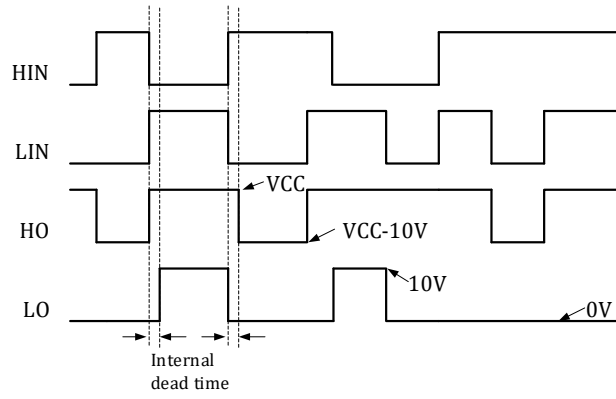 HIN
LIN
VCC
HO
VCC-10V
10V
LO
0V
Internal
dead time